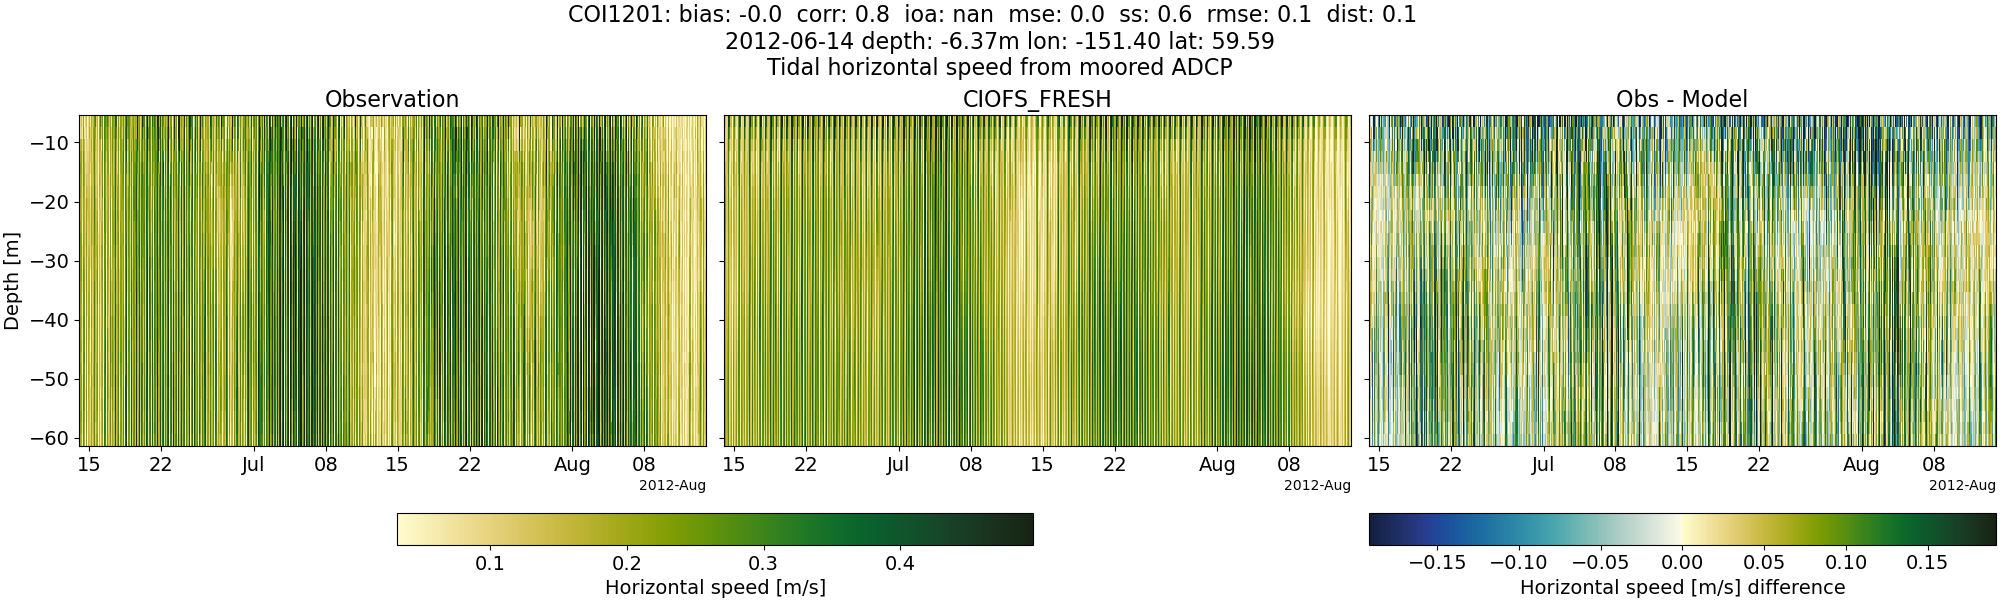 COI1201: bias: -0.0  corr: 0.8  ioa: nan  mse: 0.0  ss: 0.6  rmse: 0.1  dist: 0.1
2012-06-14 depth: -6.37m lon: -151.40 lat: 59.59
Tidal horizontal speed from moored ADCP
Observation
CIOFS_FRESH
Obs - Model
Depth [m]
−10
−20
−30
−40
−50
−60
15 22 Jul 08 15 22 Aug 08
2012-Aug
15 22 Jul 08 15 22 Aug 08
2012-Aug
15 22 Jul 08 15 22 Aug 08
2012-Aug
0.1 0.2 0.3 0.4
Horizontal speed [m/s]
−0.15 −0.10 −0.05 0.00 0.05 0.10 0.15
Horizontal speed [m/s] difference